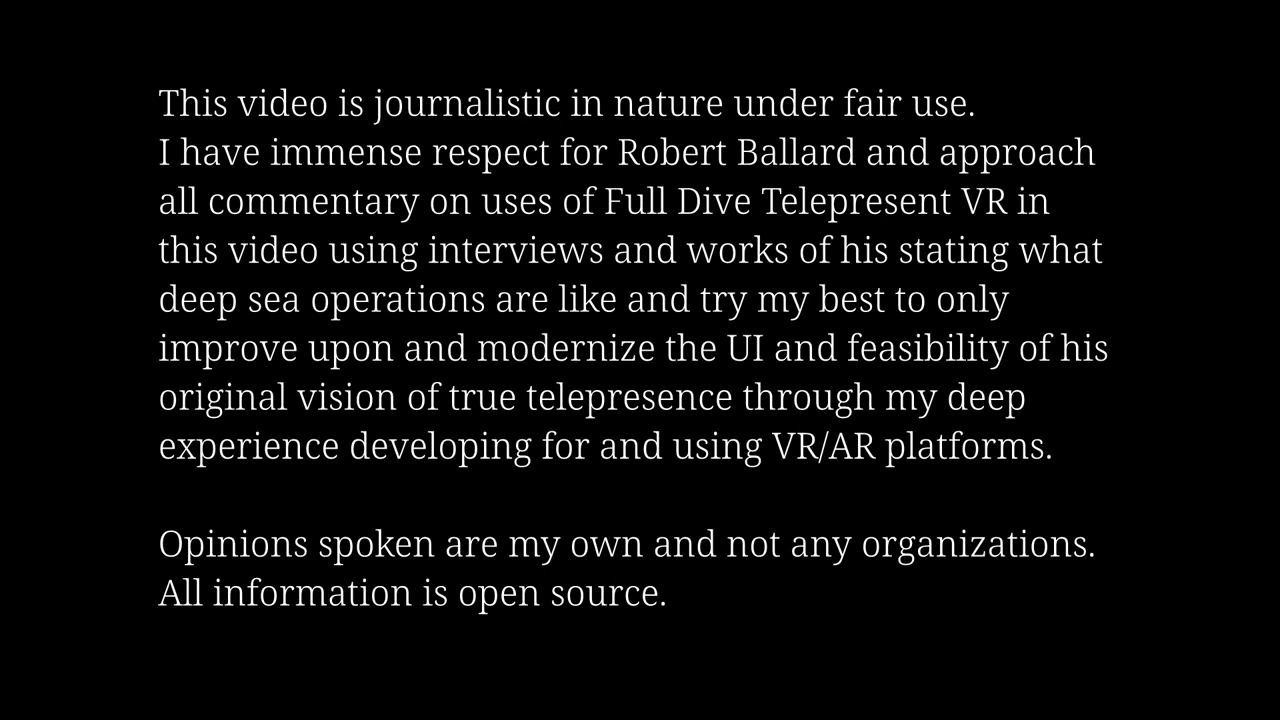 This video is journalistic in nature under fair use.
I have immense respect for Robert Ballard and approach
all commentary on uses of Full Dive Telepresent VR in
this video using interviews and works of his stating what
deep sea operations are like and try my best to only
improve upon and modernize the UI and feasibility of his
original vision of true telepresence through my deep
experience developing for and using VR/AR platforms.
Opinions spoken are my own and not any organizations.
All information is open source.